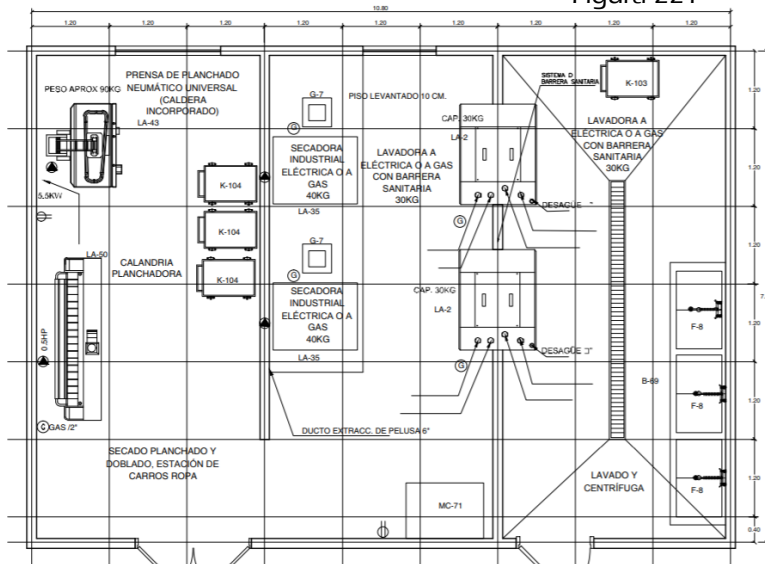 10.80
1.20
1.20
1.20
1.20
1.20
1.20
1.20
1.20
1.20
PRENSA DE PLANCHADO
NEUMÁTICO UNIVERSAL
(CALDERA
INCORPORADO)
PESO APROX 90KG
LA-43
5.5KW
LA-50
CALANDRIA
PLANCHADORA
0.5HP
G
GAS /2"
K-104
K-104
K-104
SECADO PLANCHADO Y
DOBLADO, ESTACIÓN DE
CARROS ROPA
G-7
G
PISO LEVANTADO 10 CM.
SECADORA
INDUSTRIAL
ELÉCTRICA O A
GAS
40KG
LA-35
G-7
G
SECADORA
INDUSTRIAL
ELÉCTRICA O A
GAS
40KG
LA-35
LAVADORA A
ELÉCTRICA O A GAS
CON BARRERA
SANITARIA
30KG
CAP. 30KG
LA-2
G
DESAGÜE
CAP. 30KG
LA-2
G
DESAGÜE
DUCTO EXTRACC. DE PELUSA 6"
MC-71
SISTEMA D
BARRERA SANITARIA
K-103
LAVADORA A
ELÉCTRICA O A GAS
CON BARRERA
SANITARIA
30KG
F-8
B-69
F-8
F-8
LAVADO Y
CENTRÍFUGA
1.20
1.20
1.20
1.20
1.20
1.20
0.40